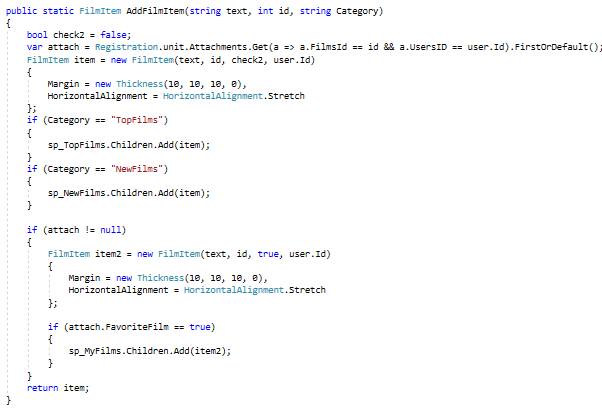 public static FilmItem AddFilmItem(string text, int id, string Category)
{
bool check2 = false;
var attach = Registration.unit.Attachments.Get(a => a.FilmsId == id && a.UsersID == user.Id).FirstOrDefault();
FilmItem item = new FilmItem(text, id, check2, user.Id)
{
Margin = new Thickness(10, 10, 10, 0),
HorizontalAlignment = HorizontalAlignment.Stretch
};
if (Category == "TopFilms")
{
sp_TopFilms.Children.Add(item);
}
if (Category == "NewFilms")
{
sp_NewFilms.Children.Add(item);
}
if (attach != null)
{
FilmItem item2 = new FilmItem(text, id, true, user.Id)
{
Margin = new Thickness(10, 10, 10, 0),
HorizontalAlignment = HorizontalAlignment.Stretch
};
if (attach.FavoriteFilm == true)
{
sp_MyFilms.Children.Add(item2);
}
}
return item;
}